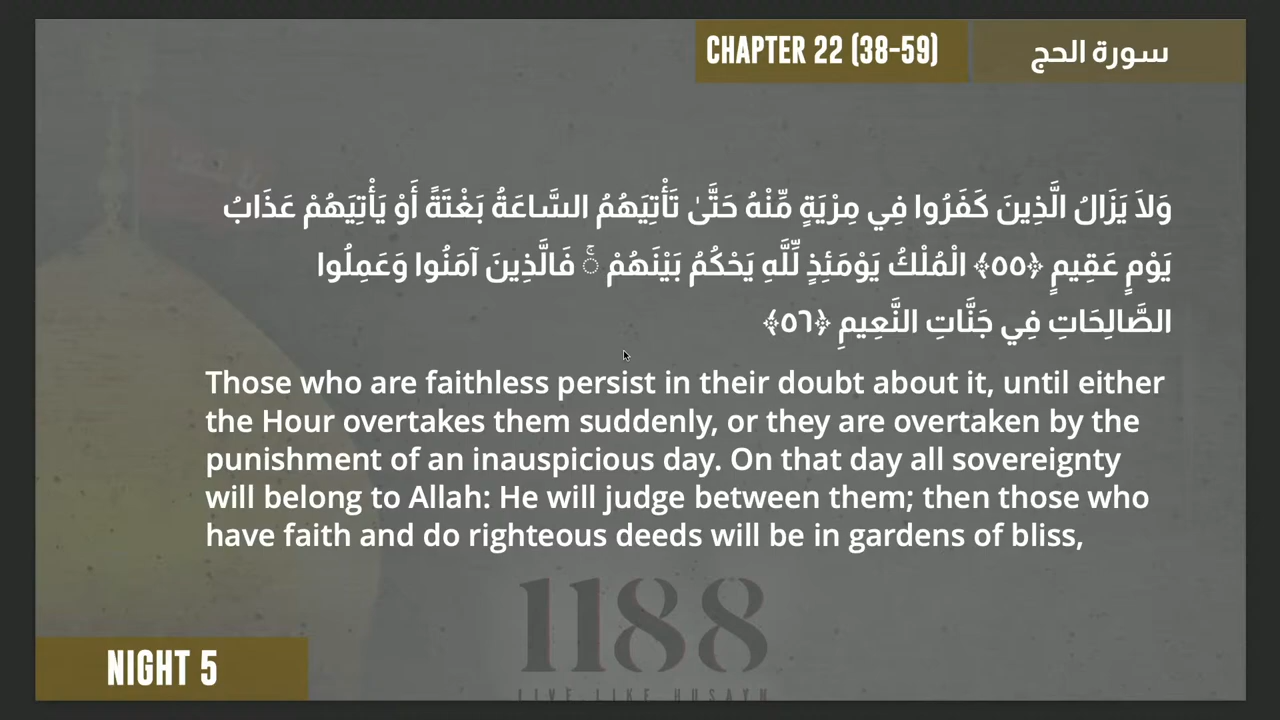 CHAPTER 22 (38-59)
سورة الحج
وَلاَ يَزَالُ الَّذِينَ كَفَرُوا فِي مِرْيَةٍ مِّنْهُ حَتَّىٰ تَأْتِيَهُمُ السَّاعَةُ بَغْتَةً أَوْ يَأْتِيَهُمْ عَذَابُ
يَوْمٍ عَقِيمٍ ﴿٥٥﴾ الْمُلْكُ يَوْمَئِذٍ لِّلَّهِ يَحْكُمُ بَيْنَهُمْ ۚ فَالَّذِينَ آمَنُوا وَعَمِلُوا
الصَّالِحَاتِ فِي جَنَّاتِ النَّعِيمِ ﴿٥٦﴾
Those who are faithless persist in their doubt about it, until either
the Hour overtakes them suddenly, or they are overtaken by the
punishment of an inauspicious day. On that day all sovereignty
will belong to Allah: He will judge between them; then those who
have faith and do righteous deeds will be in gardens of bliss,
1188
LIVE LIKE HUSAYN
NIGHT 5